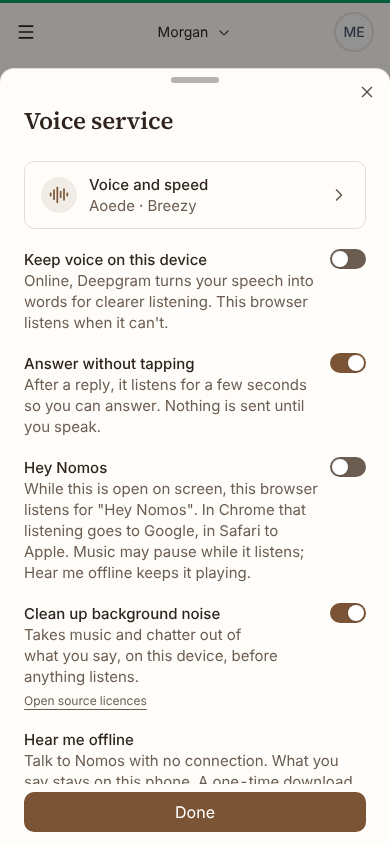 Morgan
ME
Voice service
Voice and speed
Aoede · Breezy
Keep voice on this device
Online, Deepgram turns your speech into
words for clearer listening. This browser
listens when it can't.
Answer without tapping
After a reply, it listens for a few seconds
so you can answer. Nothing is sent until
you speak.
Hey Nomos
While this is open on screen, this browser
listens for "Hey Nomos". In Chrome that
listening goes to Google, in Safari to
Apple. Music may pause while it listens;
Hear me offline keeps it playing.
Clean up background noise
Takes music and chatter out of
what you say, on this device, before
anything listens.
Open source licences
Hear me offline
Talk to Nomos with no connection. What you
say stays on this phone. A one-time download
Done